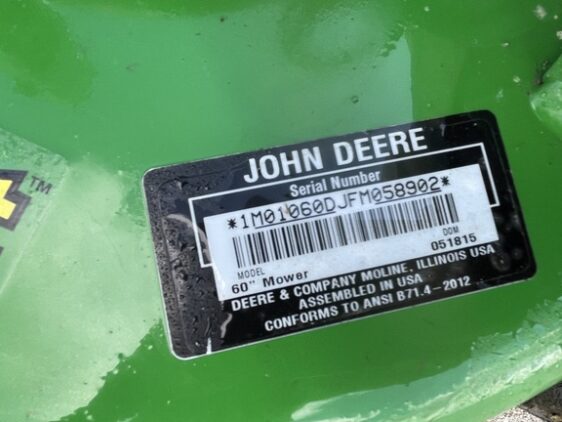 JOHN DEERE
Serial Number
*1M01060DJFM058902*
MODEL DOM
60" Mower 051815
DEERE & COMPANY MOLINE, ILLINOIS USA
ASSEMBLED IN USA
CONFORMS TO ANSI B71.4-2012
TM